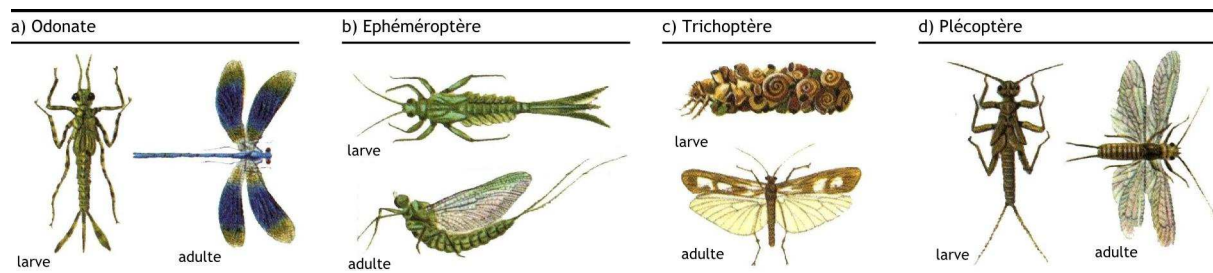 a) Odonate
larve
adulte
b) Ephéméroptère
larve
adulte
c) Trichoptère
larve
adulte
d) Plécoptère
larve
adulte